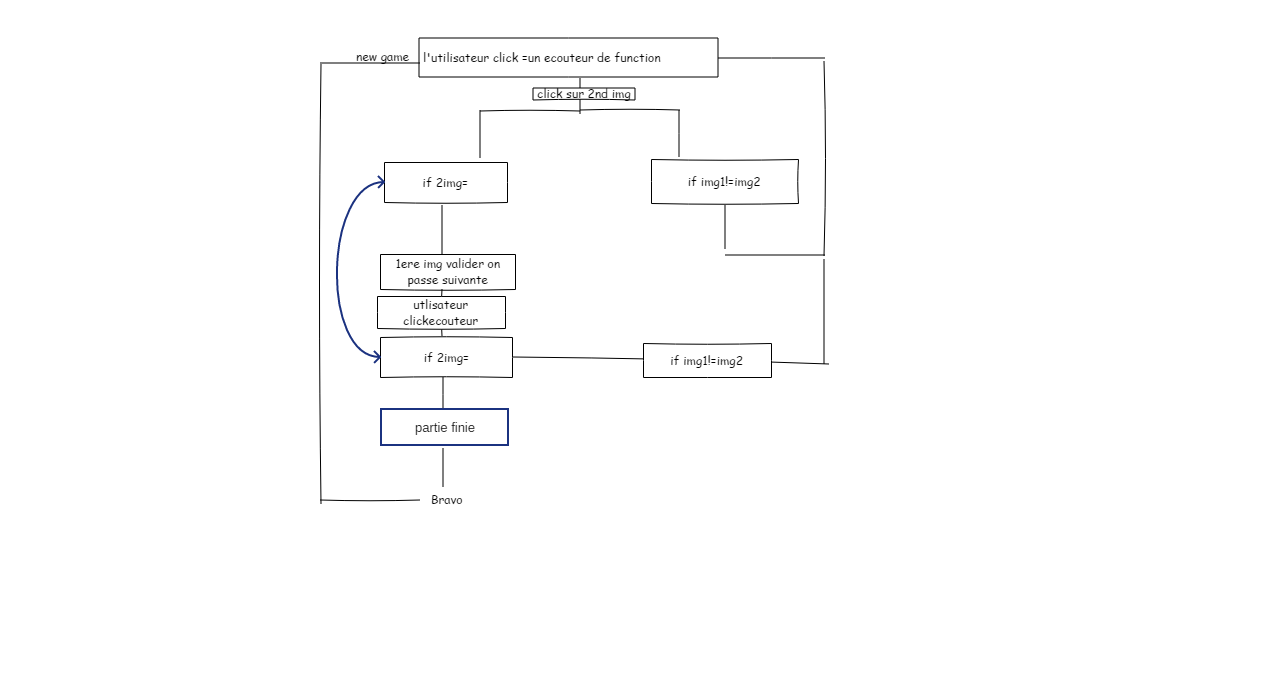 new game
l'utilisateur click =un ecouteur de function
click sur 2nd img
if 2img=
if img1!=img2
1ere img valider on
passe suivante
utlisateur
clickecouteur
if 2img=
if img1!=img2
partie finie
Bravo